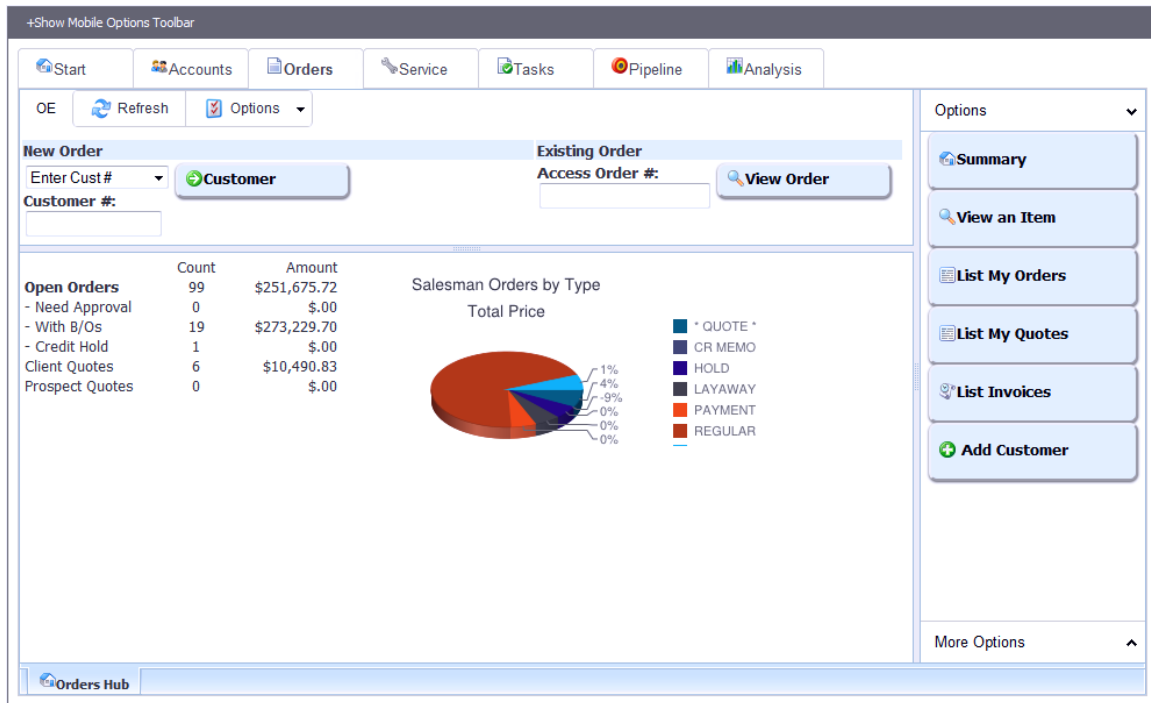 +Show Mobile Options Toolbar
Start Accounts Orders Service Tasks Pipeline Analysis
OE Refresh Options
New Order
Enter Cust # Customer
Customer #:
Existing Order
Access Order #: View Order
Count Amount
Open Orders 99 $251,675.72
- Need Approval 0 $.00
- With B/Os 19 $273,229.70
- Credit Hold 1 $.00
Client Quotes 6 $10,490.83
Prospect Quotes 0 $.00
Salesman Orders by Type
Total Price
1%
4%
-9%
0%
0%
0%
* QUOTE *
CR MEMO
HOLD
LAYAWAY
PAYMENT
REGULAR
Options
Summary
View an Item
List My Orders
List My Quotes
List Invoices
Add Customer
More Options
Orders Hub